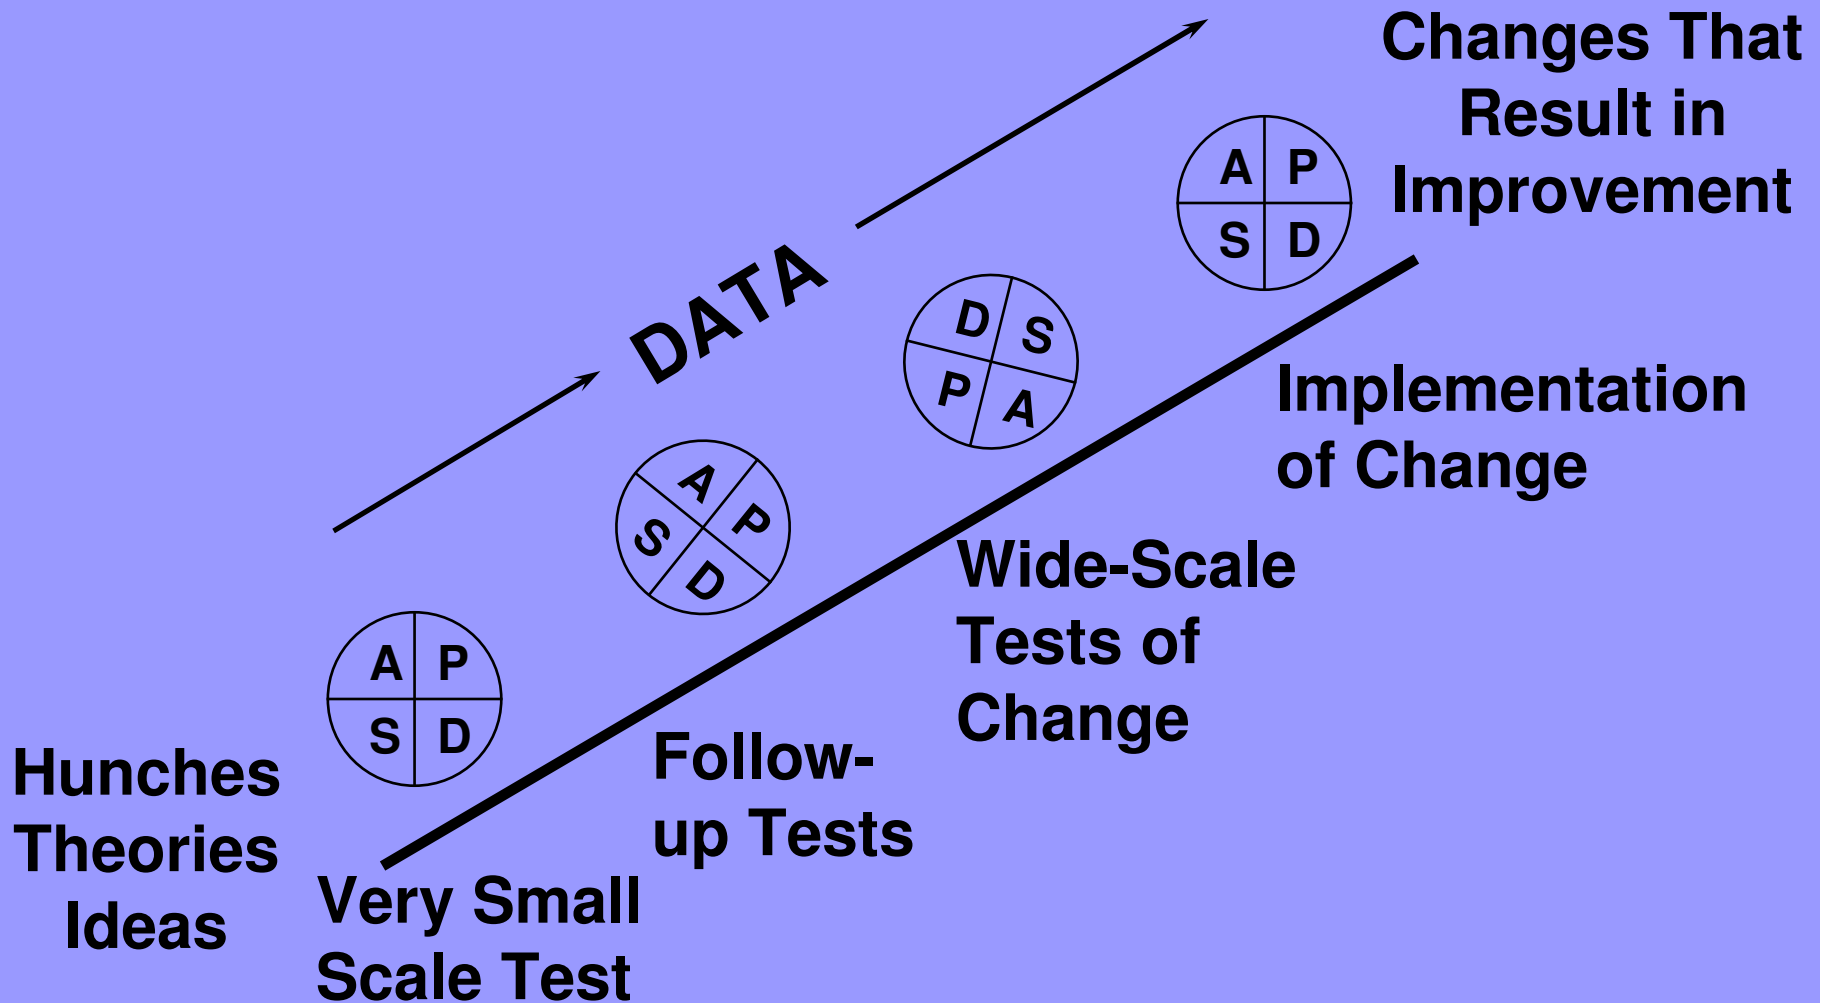 Changes That
Result in
Improvement
A P
S D
DATA
D S
P A
Implementation
of Change
A P
S D
Wide-Scale
Tests of
Change
A P
S D
Follow-
up Tests
Hunches
Theories
Ideas
Very Small
Scale Test